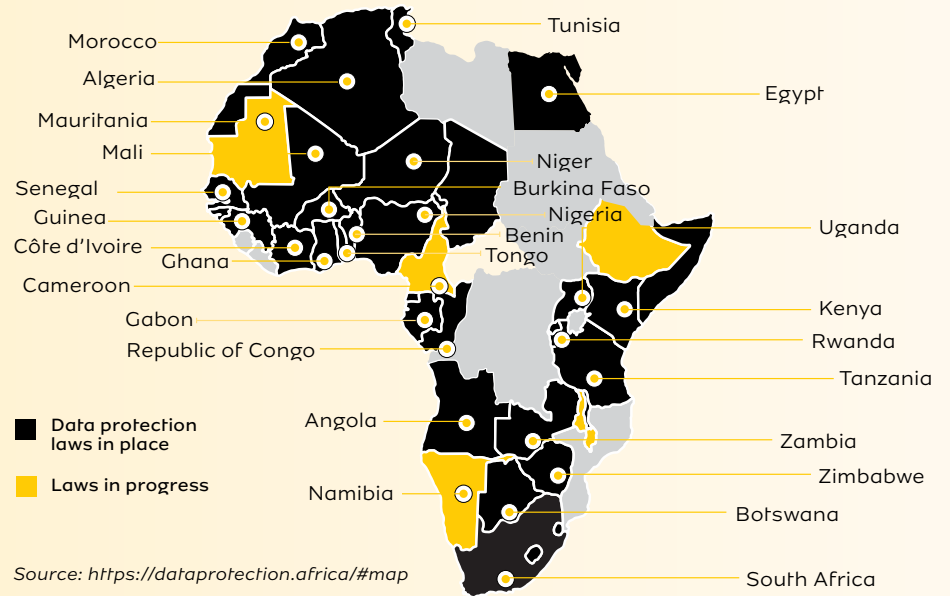 Tunisia
Morocco
Algeria
Egypt
Mauritania
Mali
Niger
Senegal
Burkina Faso
Guinea
Nigeria
Uganda
Benin
Côte d'Ivoire
Tongo
Ghana
Cameroon
Kenya
Gabon
Rwanda
Republic of Congo
Tanzania
Angola
Data protection
laws in place
Zambia
Zimbabwe
Laws in progress
Namibia
Botswana
Source: https://dataprotection.africa/#map
South Africa